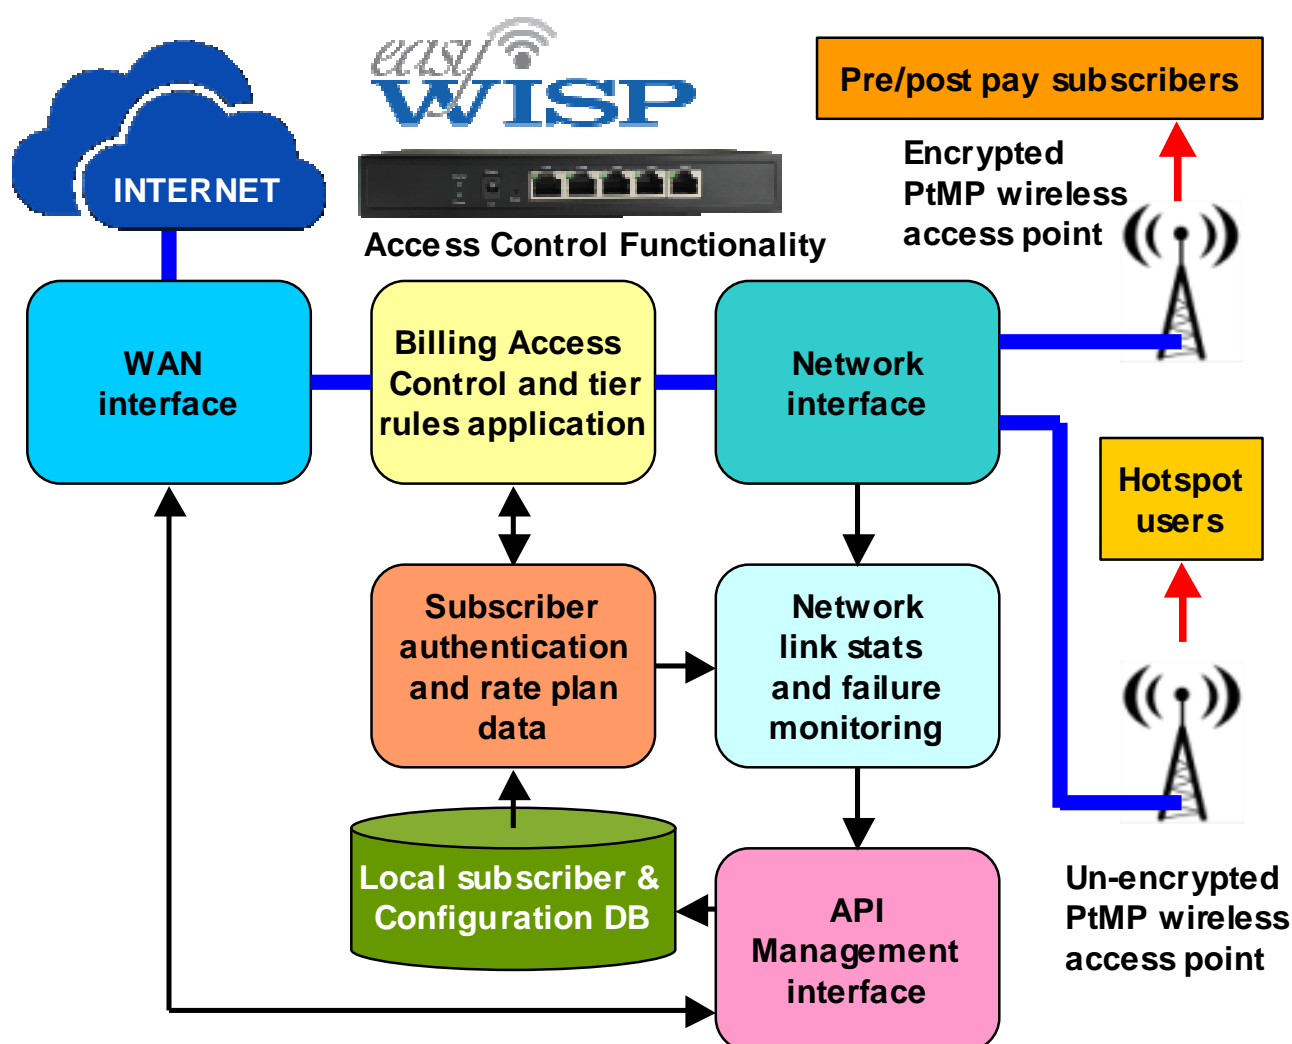 easy
WISP
Pre/post pay subscribers
INTERNET
Encrypted
PtMP wireless
access point
Access Control Functionality
WAN
interface
Billing Access
Control and tier
rules application
Network
interface
Hotspot
users
Subscriber
authentication
and rate plan
data
Network
link stats
and failure
monitoring
Local subscriber &
Configuration DB
API
Management
interface
Un-encrypted
PtMP wireless
access point